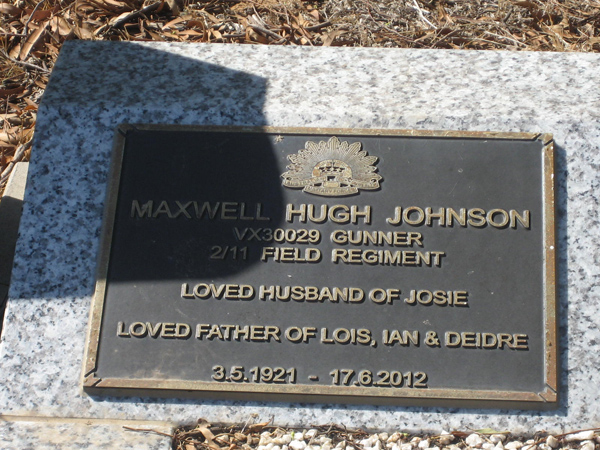 MAXWELL HUGH JOHNSON
VX30029 GUNNER
2/11 FIELD REGIMENT
LOVED HUSBAND OF JOSIE
LOVED FATHER OF LOIS, IAN & DEIDRE
3.5.1921 - 17.6.2012